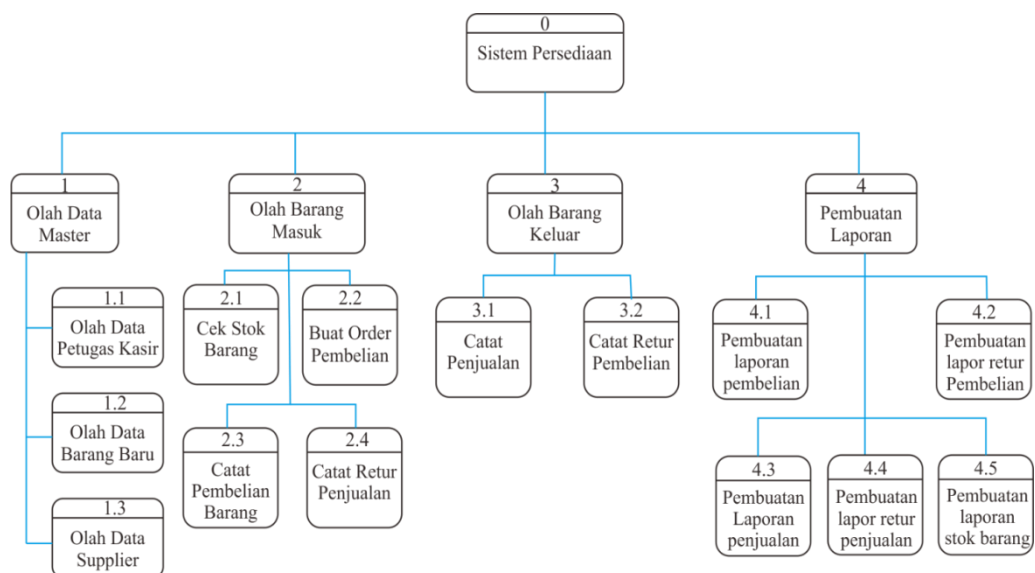 0
Sistem Persediaan
1
Olah Data
Master
2
Olah Barang
Masuk
3
Olah Barang
Keluar
4
Pembuatan
Laporan
1.1
Olah Data
Petugas Kasir
1.2
Olah Data
Barang Baru
1.3
Olah Data
Supplier
2.1
Cek Stok
Barang
2.2
Buat Order
Pembelian
2.3
Catat
Pembelian
Barang
2.4
Catat Retur
Penjualan
3.1
Catat
Penjualan
3.2
Catat Retur
Pembelian
4.1
Pembuatan
laporan
pembelian
4.2
Pembuatan
lapor retur
Pembelian
4.3
Pembuatan
Laporan
penjualan
4.4
Pembuatan
lapor retur
penjualan
4.5
Pembuatan
laporan
stok barang